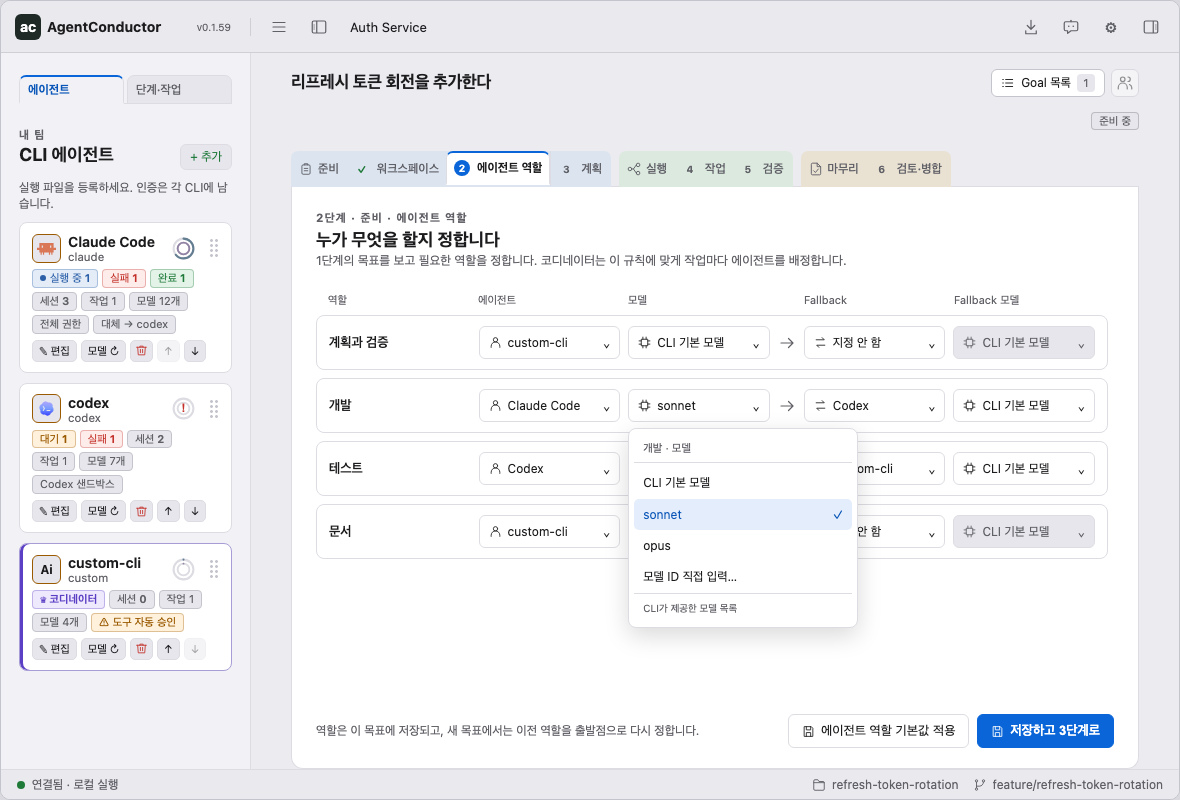 ac AgentConductor v0.1.59 Auth Service
에이전트 단계·작업
내 팀
CLI 에이전트
+ 추가
실행 파일을 등록하세요. 인증은 각 CLI에 남
습니다.
Claude Code
claude
실행 중 1 실패 1 완료 1
세션 3 작업 1 모델 12개
전체 권한 대체 → codex
✎ 편집 모델 ↻ ↑ ↓
codex
codex
대기 1 실패 1 세션 2
작업 1 모델 7개
Codex 샌드박스
✎ 편집 모델 ↻ ↑ ↓
Ai custom-cli
custom
코디네이터 세션 0 작업 1
모델 4개 ⚠ 도구 자동 승인
✎ 편집 모델 ↻ ↑ ↓
리프레시 토큰 회전을 추가한다
Goal 목록 1
준비 중
준비 ✓ 워크스페이스 2 에이전트 역할 3 계획 실행 4 작업 5 검증 마무리 6 검토·병합
2단계 · 준비 · 에이전트 역할
누가 무엇을 할지 정합니다
1단계의 목표를 보고 필요한 역할을 정합니다. 코디네이터는 이 규칙에 맞게 작업마다 에이전트를 배정합니다.
역할 에이전트 모델 Fallback Fallback 모델
계획과 검증 custom-cli CLI 기본 모델 → 지정 안 함 CLI 기본 모델
개발 Claude Code sonnet → Codex CLI 기본 모델
테스트 Codex om-cli CLI 기본 모델
문서 custom-cli 안 함 CLI 기본 모델
개발 · 모델
CLI 기본 모델
sonnet ✓
opus
모델 ID 직접 입력...
CLI가 제공한 모델 목록
역할은 이 목표에 저장되고, 새 목표에서는 이전 역할을 출발점으로 다시 정합니다.
에이전트 역할 기본값 적용
저장하고 3단계로
연결됨 · 로컬 실행
refresh-token-rotation
feature/refresh-token-rotation